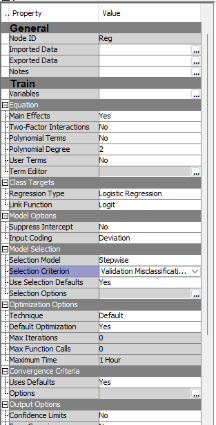 .. Property Value
General
Node ID Reg
Imported Data ...
Exported Data ...
Notes ...
Train
Variables ...
Equation
Main Effects Yes
Two-Factor Interactions No
Polynomial Terms No
Polynomial Degree 2
User Terms No
Term Editor ...
Class Targets
Regression Type Logistic Regression
Link Function Logit
Model Options
Suppress Intercept No
Input Coding Deviation
Model Selection
Selection Model Stepwise
Selection Criterion Validation Misclassificati...
Use Selection Defaults Yes
Selection Options ...
Optimization Options
Technique Default
Default Optimization Yes
Max Iterations 0
Max Function Calls 0
Maximum Time 1 Hour
Convergence Criteria
Uses Defaults Yes
Options ...
Output Options
Confidence Limits No